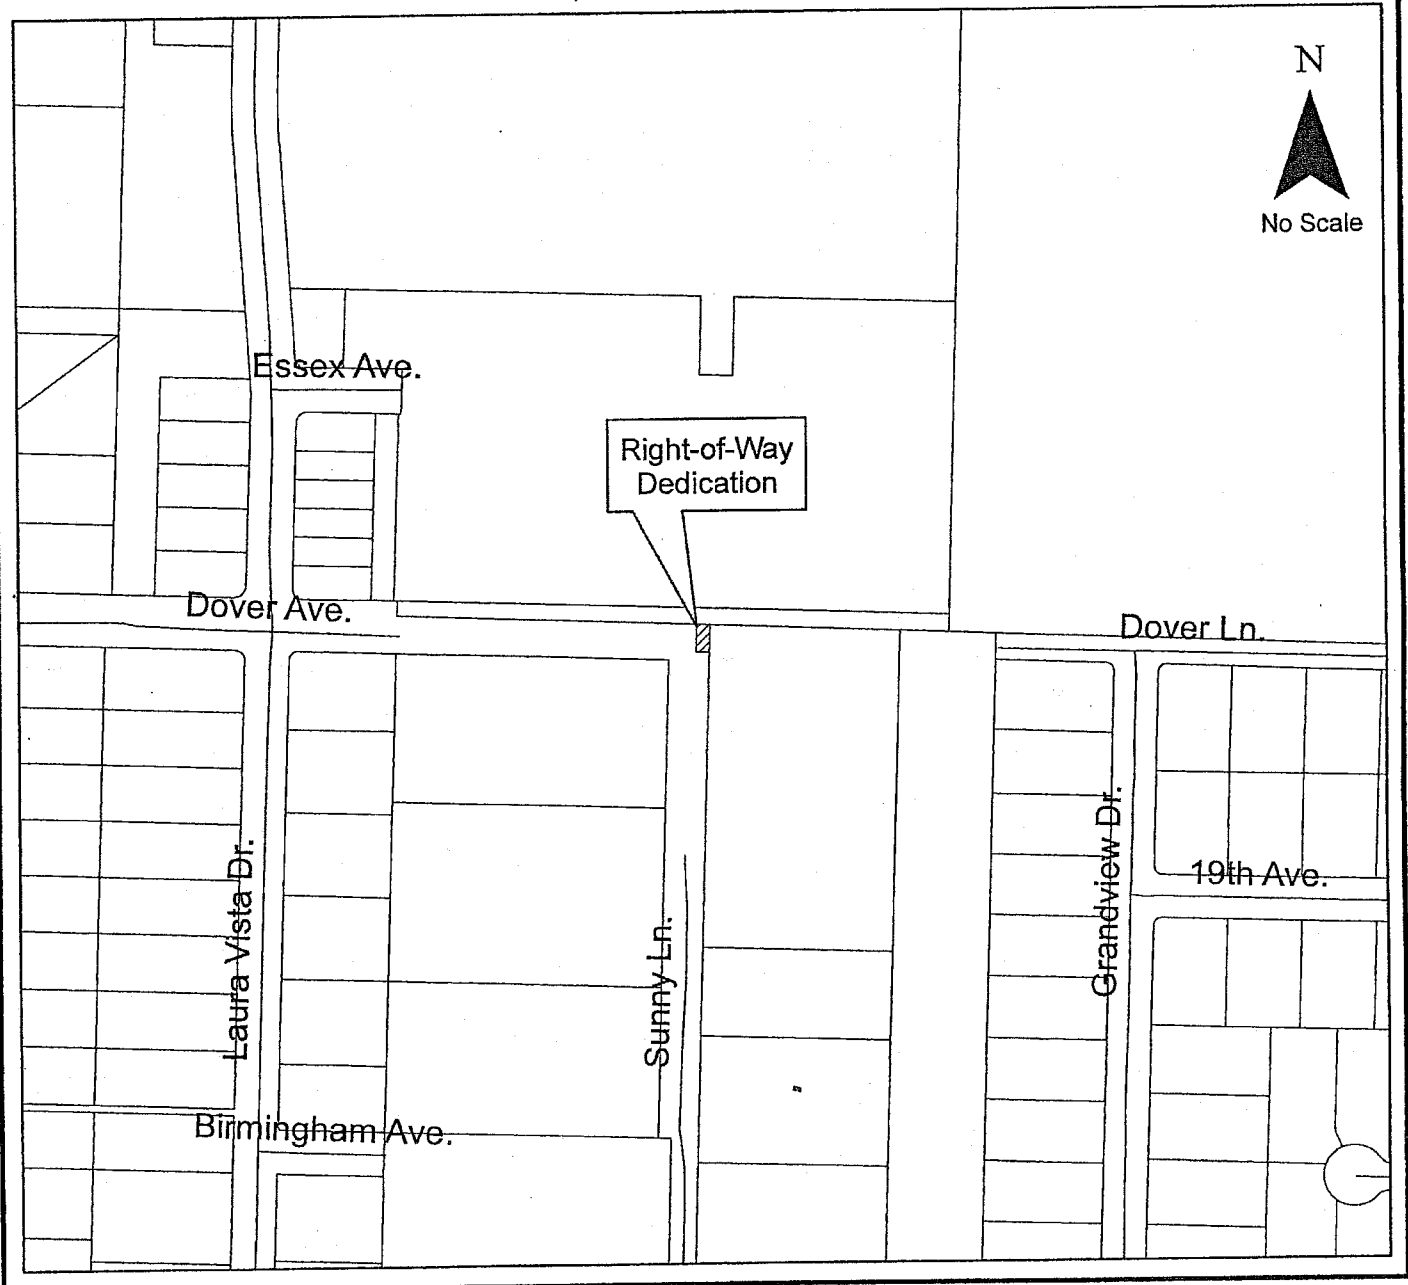 N
No Scale
Essex Ave.
Right-of-Way
Dedication
Dover Ave.
Dover Ln.
Laura Vista Dr.
Sunny Ln.
Grandview Dr.
19th Ave.
Birmingham Ave.